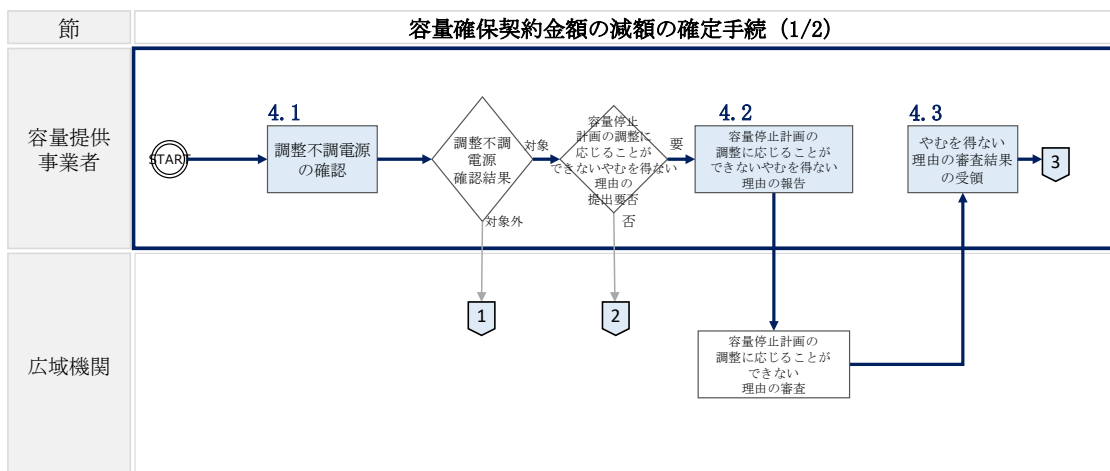 節
容量確保契約金額の減額の確定手続 (1/2)
容量提供
事業者
START
4.1
調整不調電源
の確認
調整不調
電源
確認結果
対象
対象外
容量停止
計画の調整に
応じることが
できないやむを得ない
理由の
提出要否
要
否
4.2
容量停止計画の
調整に応じることが
できないやむを得ない
理由の報告
4.3
やむを得ない
理由の審査結果
の受領
3
1
2
広域機関
容量停止計画の
調整に応じることが
できない
理由の審査